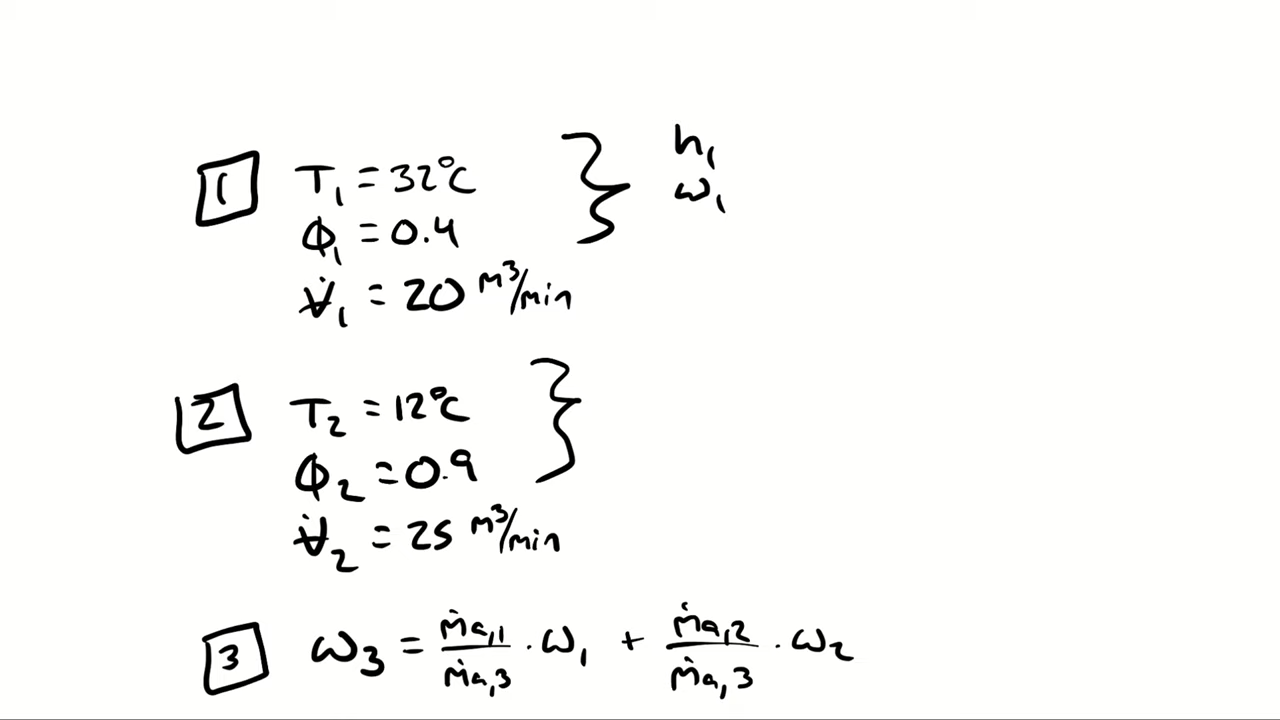 1 T₁ = 32°C
ϕ₁ = 0.4
V̇₁ = 20 m³/min
h₁
ω₁
2 T₂ = 12°C
ϕ₂ = 0.9
V̇₂ = 25 m³/min
3 ω₃ = ṁa,1/ṁa,3 · ω₁ + ṁa,2/ṁa,3 · ω₂